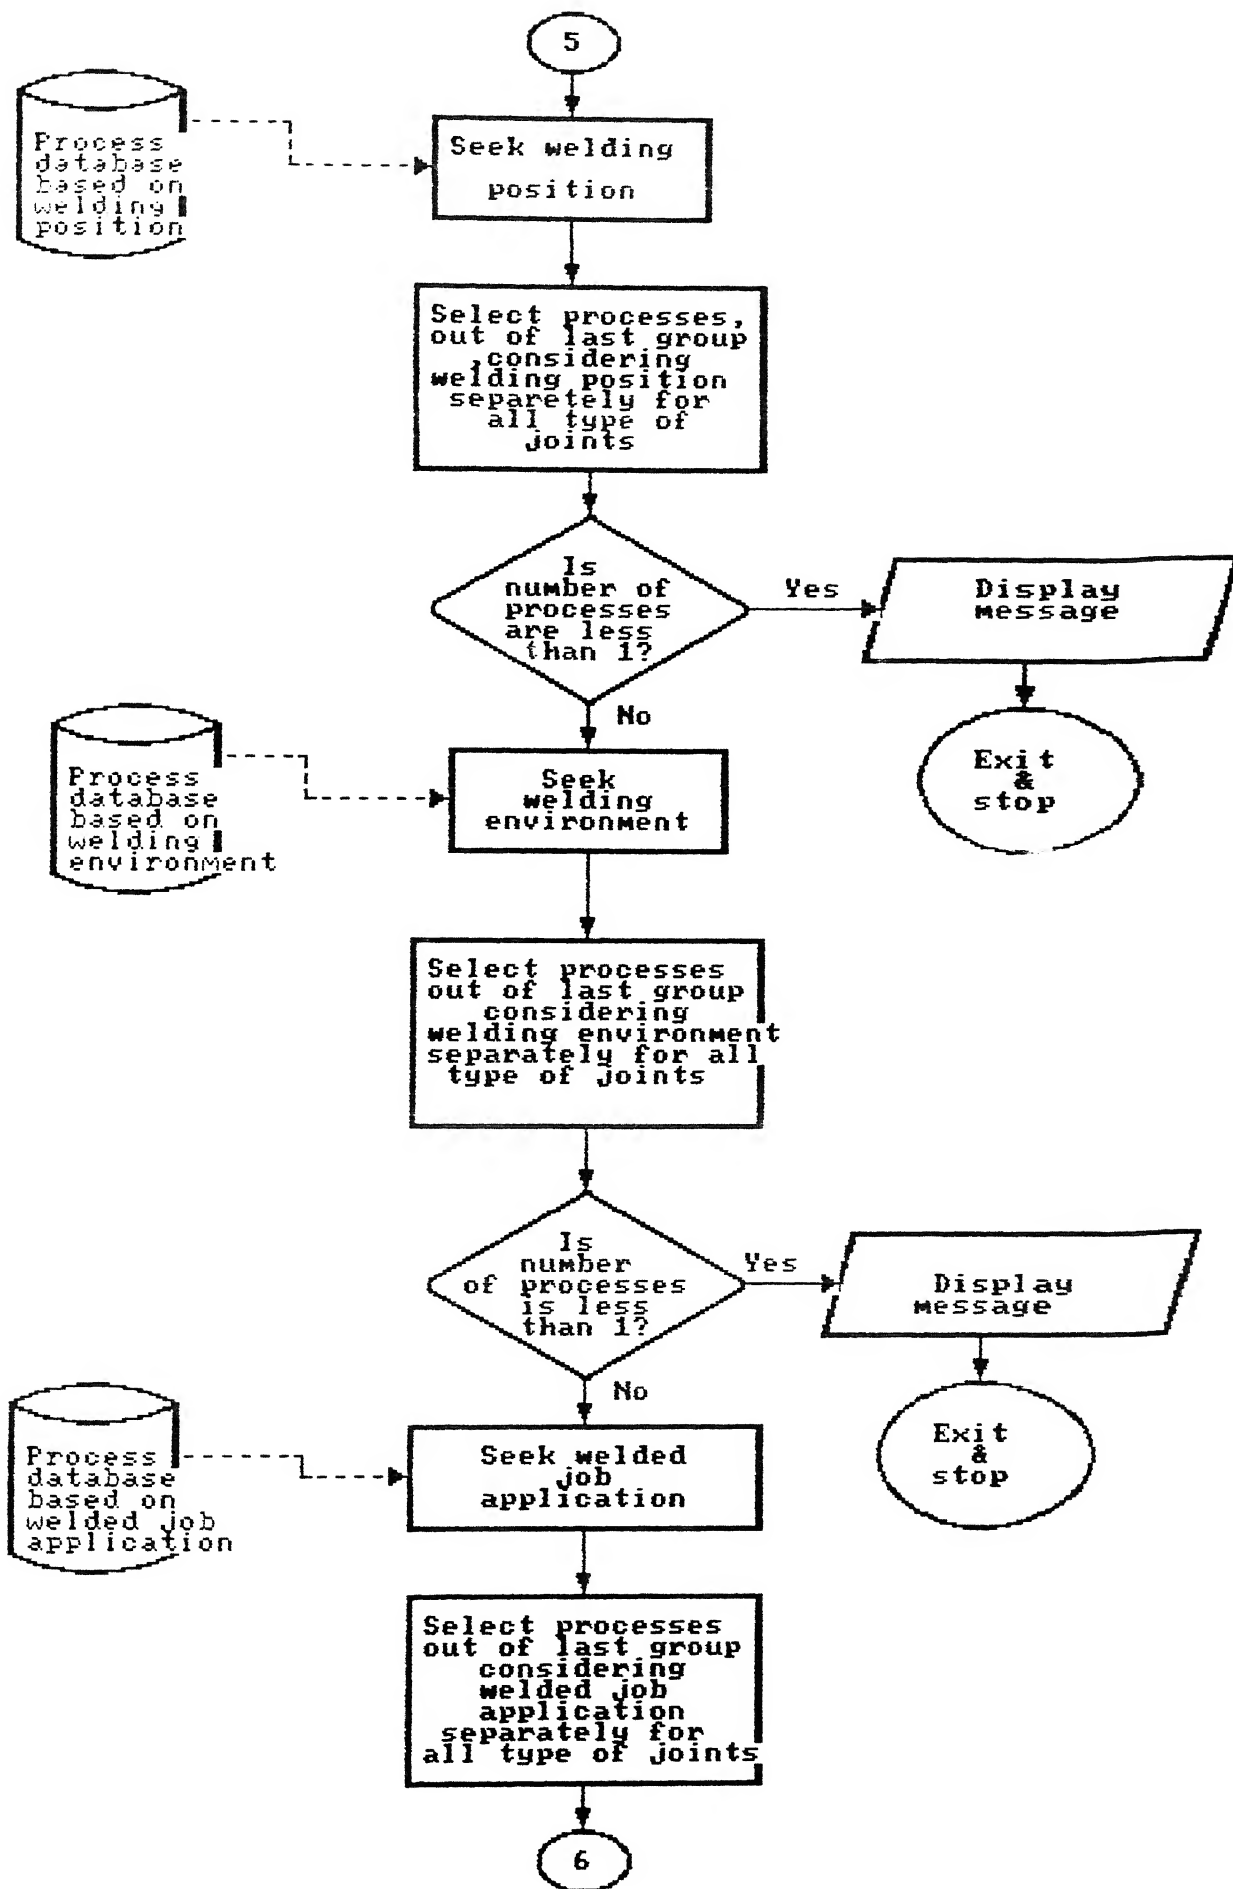 5
Process
database
based on
welding
position
Seek welding
position
Select processes,
out of last group
,considering
welding position
separetely for
all type of
joints
Is
number of
processes
are less
than 1?
Yes
Display
message
Exit
&
stop
No
Process
database
based on
welding
environment
Seek
welding
environment
Select processes
out of last group
considering
welding environment
separately for all
type of joints
Is
number
of processes
is less
than 1?
Yes
Display
message
Exit
&
stop
No
Process
database
based on
welded job
application
Seek welded
job
application
Select processes
out of last group
considering
welded job
application
separately for
all type of joints
6